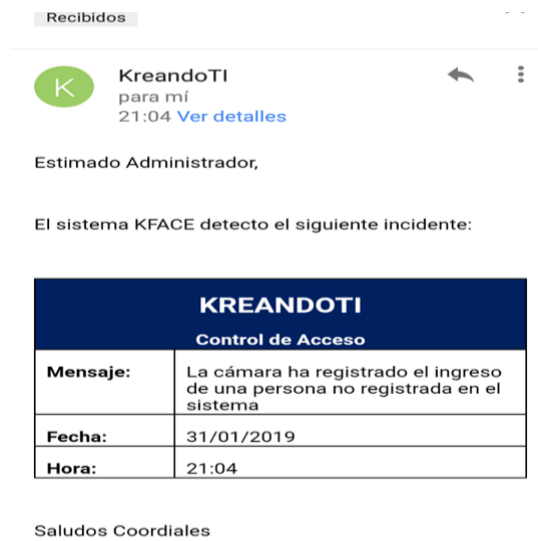 Recibidos
K
KreandoTI
para mí
21:04 Ver detalles
Estimado Administrador,
El sistema KFACE detecto el siguiente incidente:
KREANDOTI
Control de Acceso
Mensaje: La cámara ha registrado el ingreso
de una persona no registrada en el
sistema
Fecha: 31/01/2019
Hora: 21:04
Saludos Coordiales